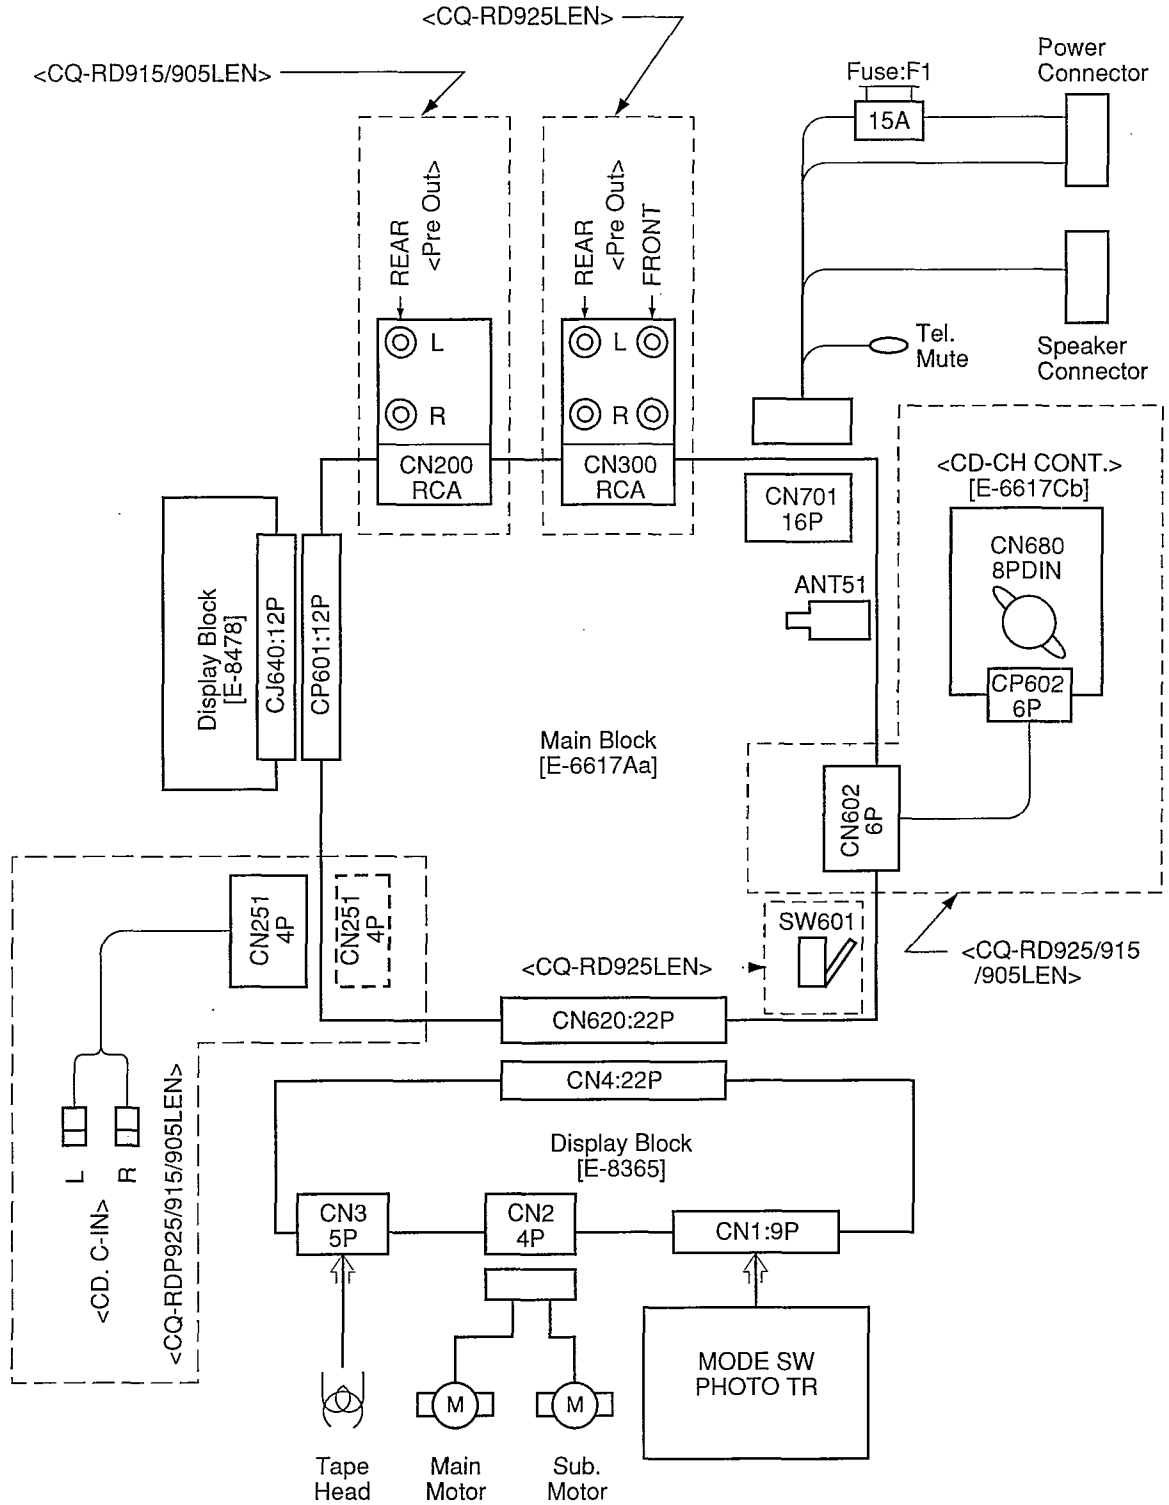 <CQ-RD925LEN>
<CQ-RD915/905LEN>
Power
Connector
Fuse:F1
15A
REAR
<Pre Out>
REAR
<Pre Out>
FRONT
L
R
L
R
Tel.
Mute
Speaker
Connector
CN200
RCA
CN300
RCA
CN701
16P
<CD-CH CONT.>
[E-6617Cb]
CN680
8PDIN
ANT51
CP602
6P
Display Block
[E-8478]
CJ640:12P
CP601:12P
Main Block
[E-6617Aa]
CN602
6P
CN251
4P
CN251
4P
SW601
<CQ-RD925LEN>
<CQ-RD925/915
/905LEN>
CN620:22P
CN4:22P
Display Block
[E-8365]
L
R
<CD. C-IN>
<CQ-RDP925/915/905LEN>
CN3
5P
CN2
4P
CN1:9P
MODE SW
PHOTO TR
M
M
Tape
Head
Main
Motor
Sub.
Motor